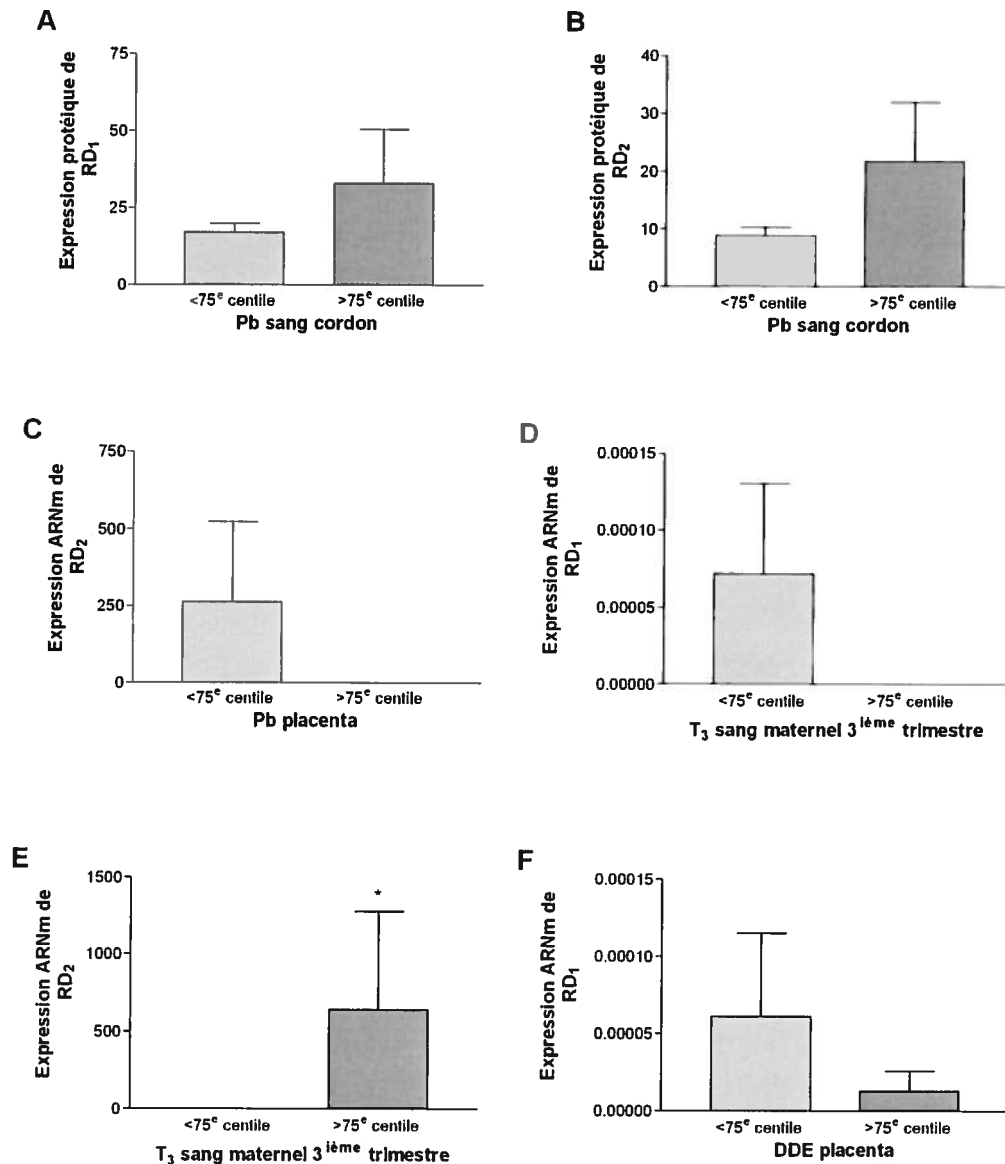 A
Expression protéique de
RD₁
75
50
25
0
<75ᵉ centile
>75ᵉ centile
Pb sang cordon
B
Expression protéique de
RD₂
40
30
20
10
0
<75ᵉ centile
>75ᵉ centile
Pb sang cordon
C
Expression ARNm de
RD₂
750
500
250
0
<75ᵉ centile
>75ᵉ centile
Pb placenta
D
Expression ARNm de
RD₁
0.00015
0.00010
0.00005
0.00000
<75ᵉ centile
>75ᵉ centile
T₃ sang maternel 3ième trimestre
E
Expression ARNm de
RD₂
1500
1000
500
0
*
<75ᵉ centile
>75ᵉ centile
T₃ sang maternel 3ième trimestre
F
Expression ARNm de
RD₁
0.00015
0.00010
0.00005
0.00000
<75ᵉ centile
>75ᵉ centile
DDE placenta